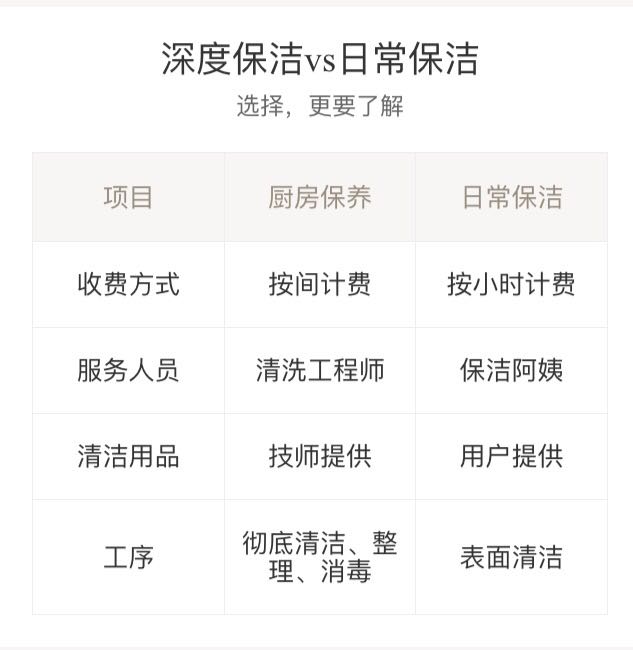 深度保洁vs日常保洁
选择，更要了解
项目 厨房保养 日常保洁
收费方式 按间计费 按小时计费
服务人员 清洗工程师 保洁阿姨
清洁用品 技师提供 用户提供
工序 彻底清洁、整理、消毒 表面清洁